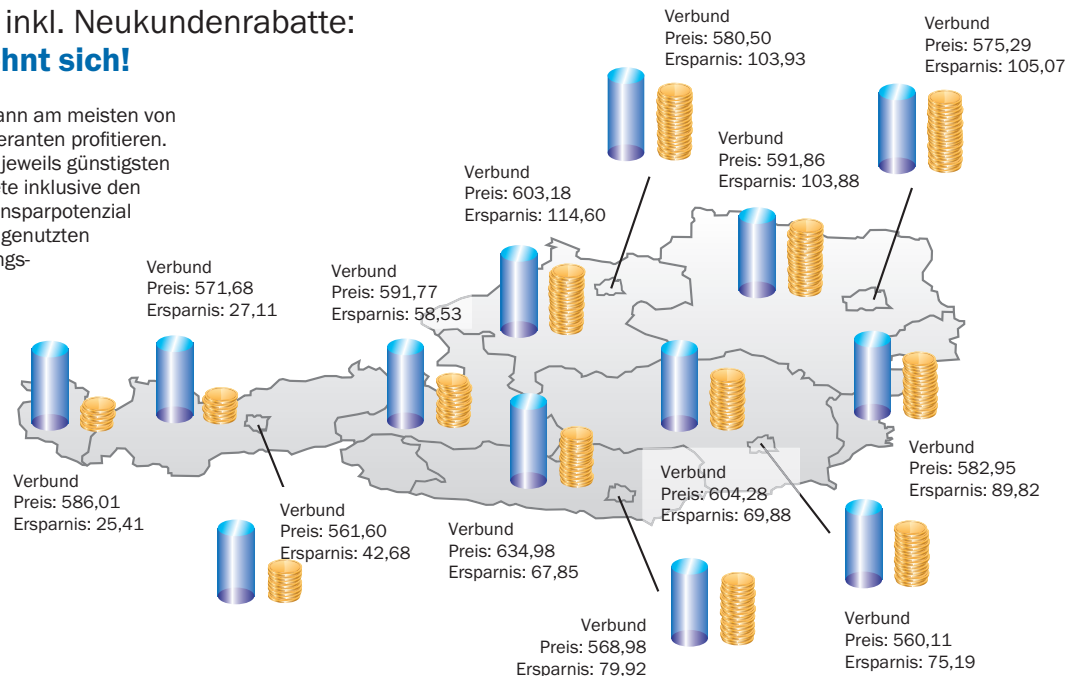 inkl. Neukundenrabatte:
hnt sich!
ann am meisten von
eranten profitieren.
jeweils günstigsten
te inklusive den
nsparpotenzial
genutzten
ngs-
Verbund
Preis: 580,50
Ersparnis: 103,93
Verbund
Preis: 575,29
Ersparnis: 105,07
Verbund
Preis: 591,86
Ersparnis: 103,88
Verbund
Preis: 603,18
Ersparnis: 114,60
Verbund
Preis: 571,68
Ersparnis: 27,11
Verbund
Preis: 591,77
Ersparnis: 58,53
Verbund
Preis: 586,01
Ersparnis: 25,41
Verbund
Preis: 561,60
Ersparnis: 42,68
Verbund
Preis: 634,98
Ersparnis: 67,85
Verbund
Preis: 604,28
Ersparnis: 69,88
Verbund
Preis: 582,95
Ersparnis: 89,82
Verbund
Preis: 568,98
Ersparnis: 79,92
Verbund
Preis: 560,11
Ersparnis: 75,19